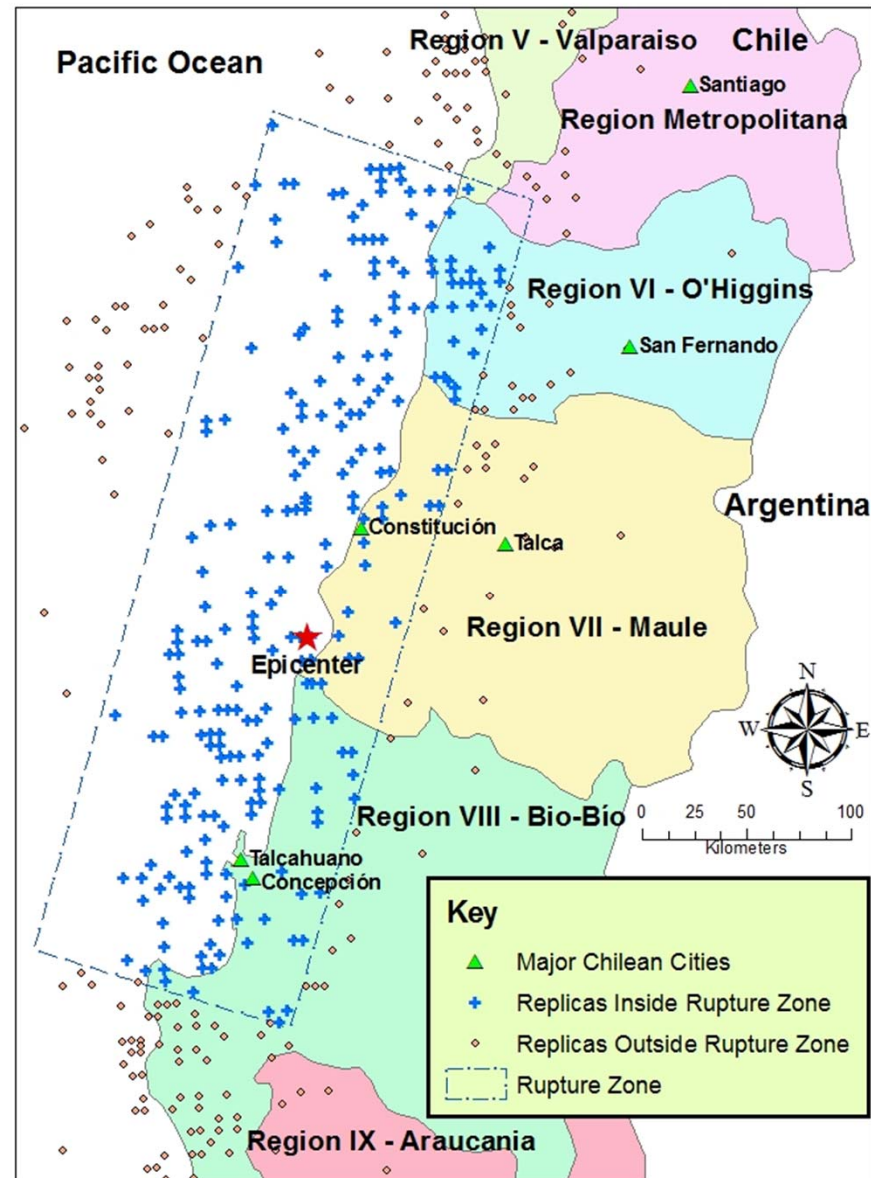 Region V - Valparaiso
Chile
Pacific Ocean
Santiago
Region Metropolitana
Region VI - O'Higgins
San Fernando
Argentina
Constitución
Talca
Region VII - Maule
Epicenter
N
W
E
S
Region VIII - Bio-Bío
0 25 50 100
Kilometers
Talcahuano
Concepción
Key
Major Chilean Cities
Replicas Inside Rupture Zone
Replicas Outside Rupture Zone
Rupture Zone
Region IX - Araucania